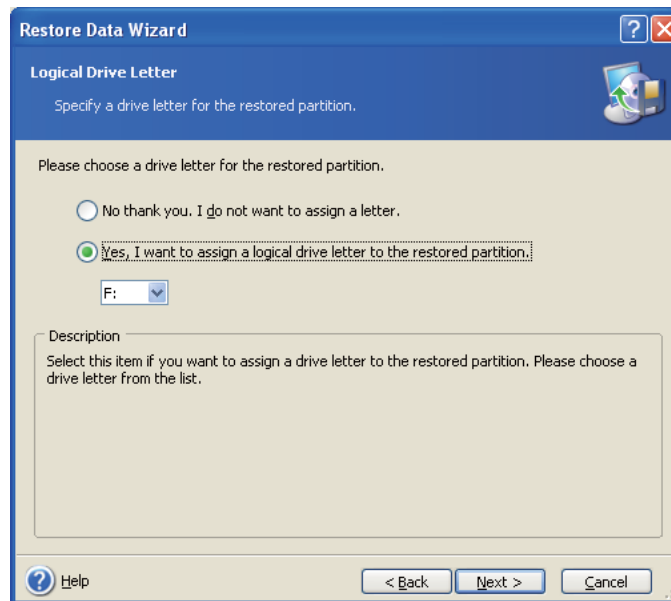 Restore Data Wizard
Logical Drive Letter
Specify a drive letter for the restored partition.
Please choose a drive letter for the restored partition.
No thank you. I do not want to assign a letter.
Yes, I want to assign a logical drive letter to the restored partition.
F:
Description
Select this item if you want to assign a drive letter to the restored partition. Please choose a
drive letter from the list.
Help
< Back
Next >
Cancel